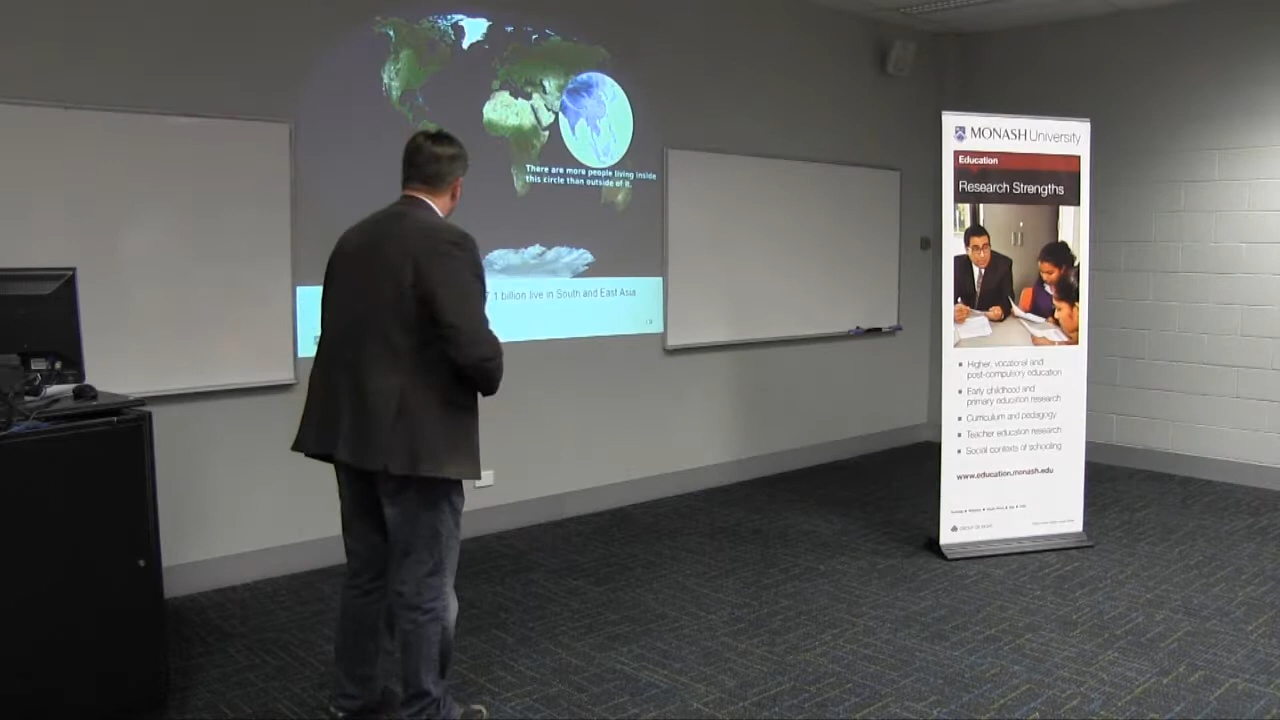 There are more people living inside
this circle than outside of it.
1 billion live in South and East Asia
MONASH University
Education
Research Strengths
Higher, vocational and
post-compulsory education
Early childhood and
primary education research
Curriculum and pedagogy
Teacher education research
Social contexts of schooling
www.education.monash.edu